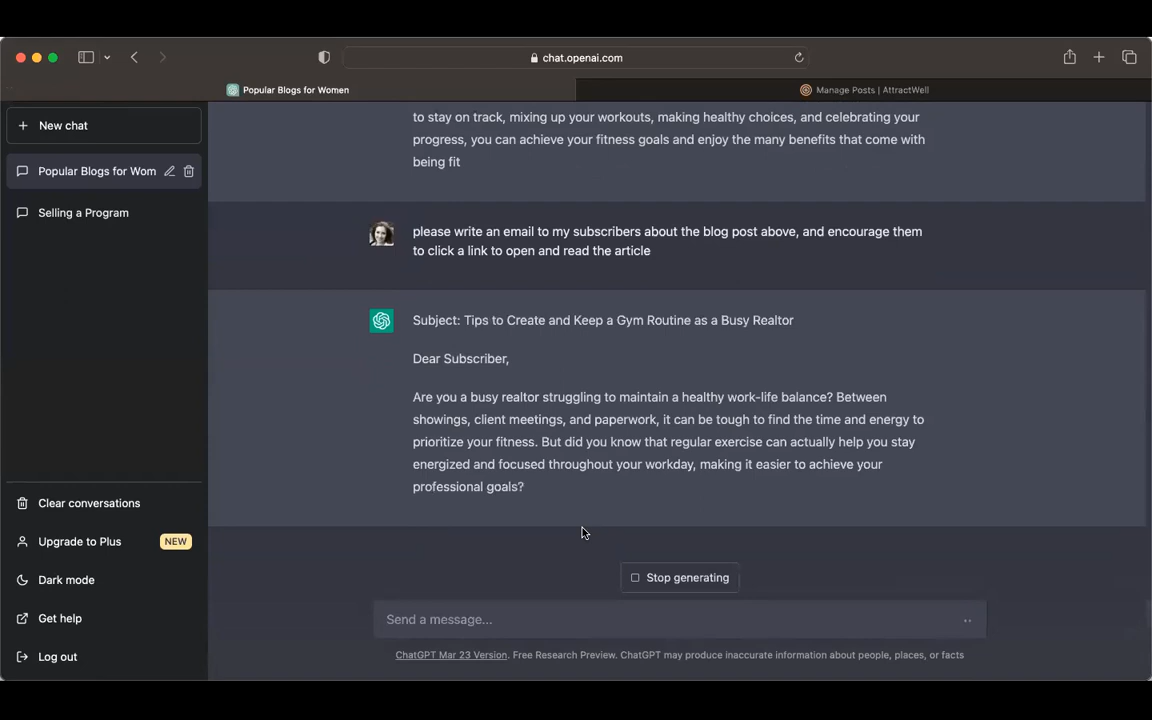 chat.openai.com
Popular Blogs for Women
Manage Posts | AttractWell
New chat
Popular Blogs for Wom
Selling a Program
to stay on track, mixing up your workouts, making healthy choices, and celebrating your
progress, you can achieve your fitness goals and enjoy the many benefits that come with
being fit
please write an email to my subscribers about the blog post above, and encourage them
to click a link to open and read the article
Subject: Tips to Create and Keep a Gym Routine as a Busy Realtor
Dear Subscriber,
Are you a busy realtor struggling to maintain a healthy work-life balance? Between
showings, client meetings, and paperwork, it can be tough to find the time and energy to
prioritize your fitness. But did you know that regular exercise can actually help you stay
energized and focused throughout your workday, making it easier to achieve your
professional goals?
Clear conversations
Upgrade to Plus NEW
Dark mode
Get help
Log out
Stop generating
Send a message...
ChatGPT Mar 23 Version. Free Research Preview. ChatGPT may produce inaccurate information about people, places, or facts